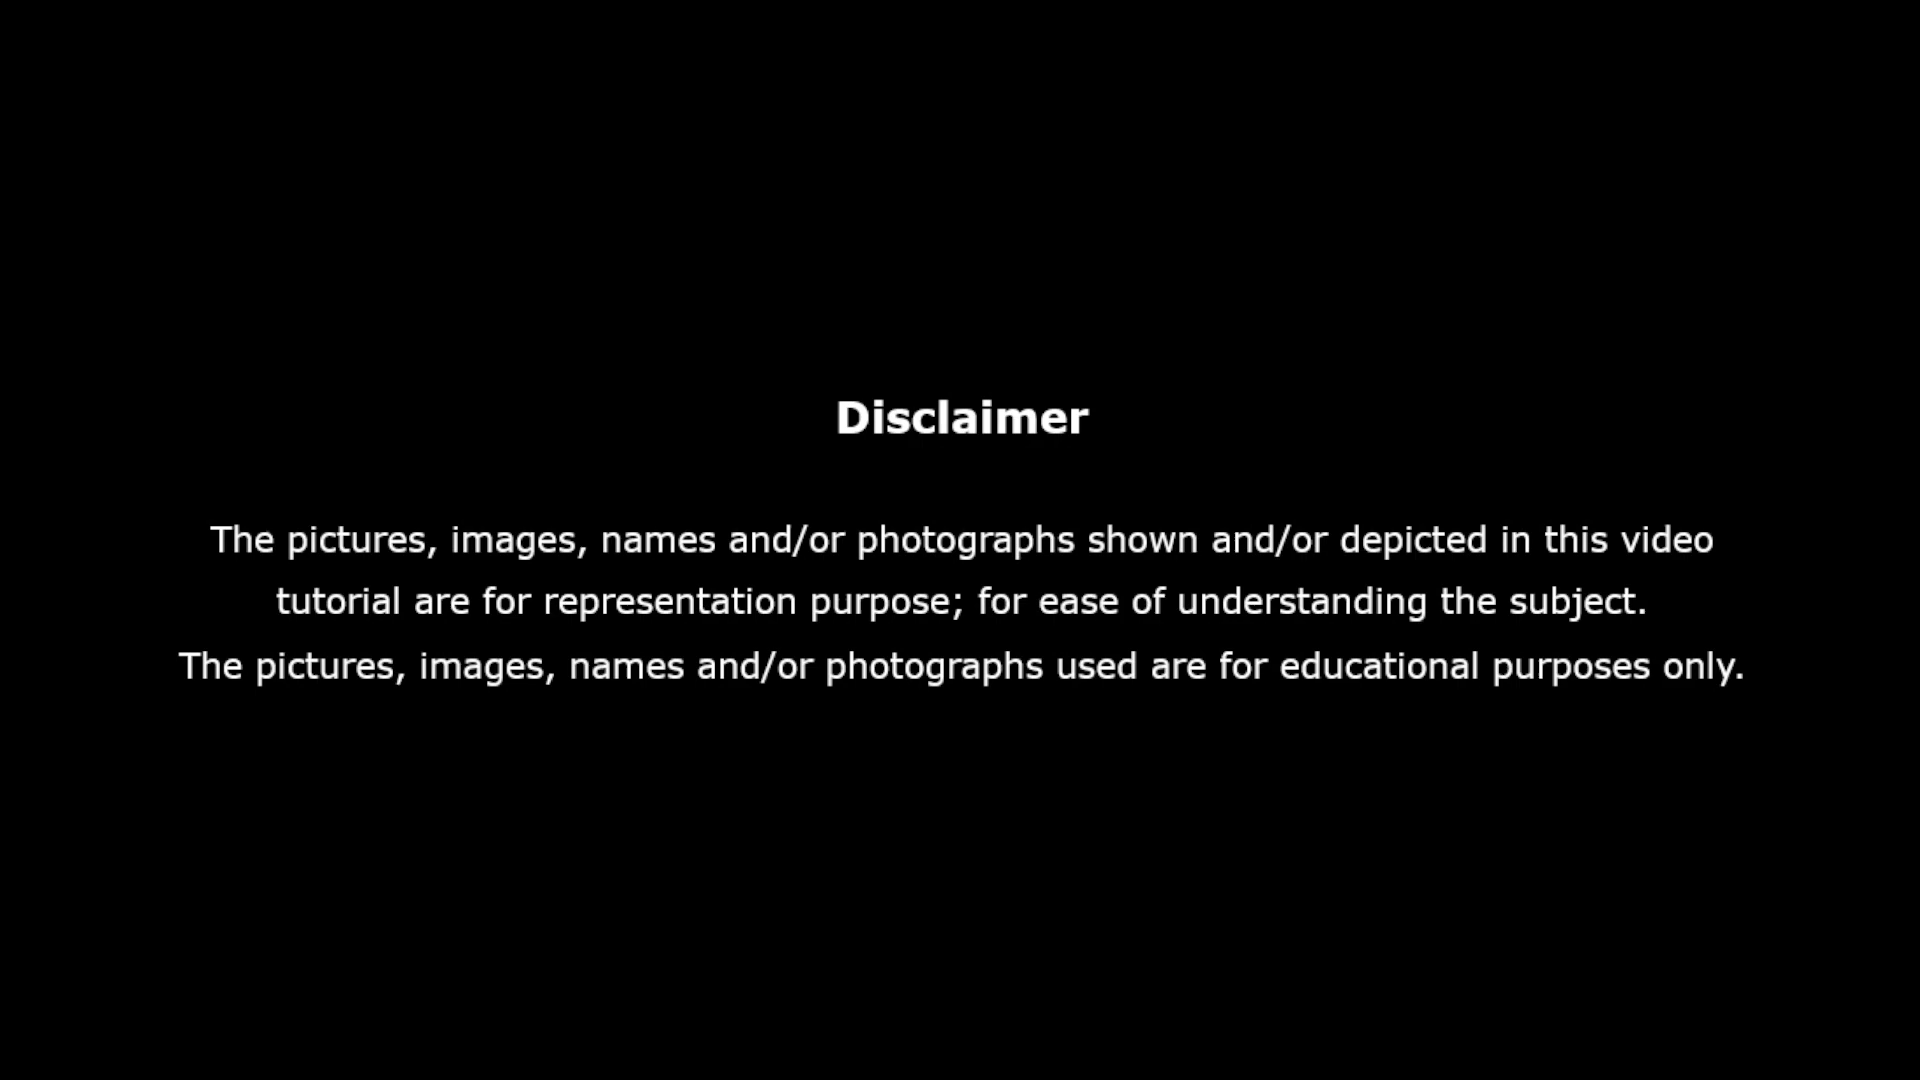 Disclaimer
The pictures, images, names and/or photographs shown and/or depicted in this video
tutorial are for representation purpose; for ease of understanding the subject.
The pictures, images, names and/or photographs used are for educational purposes only.